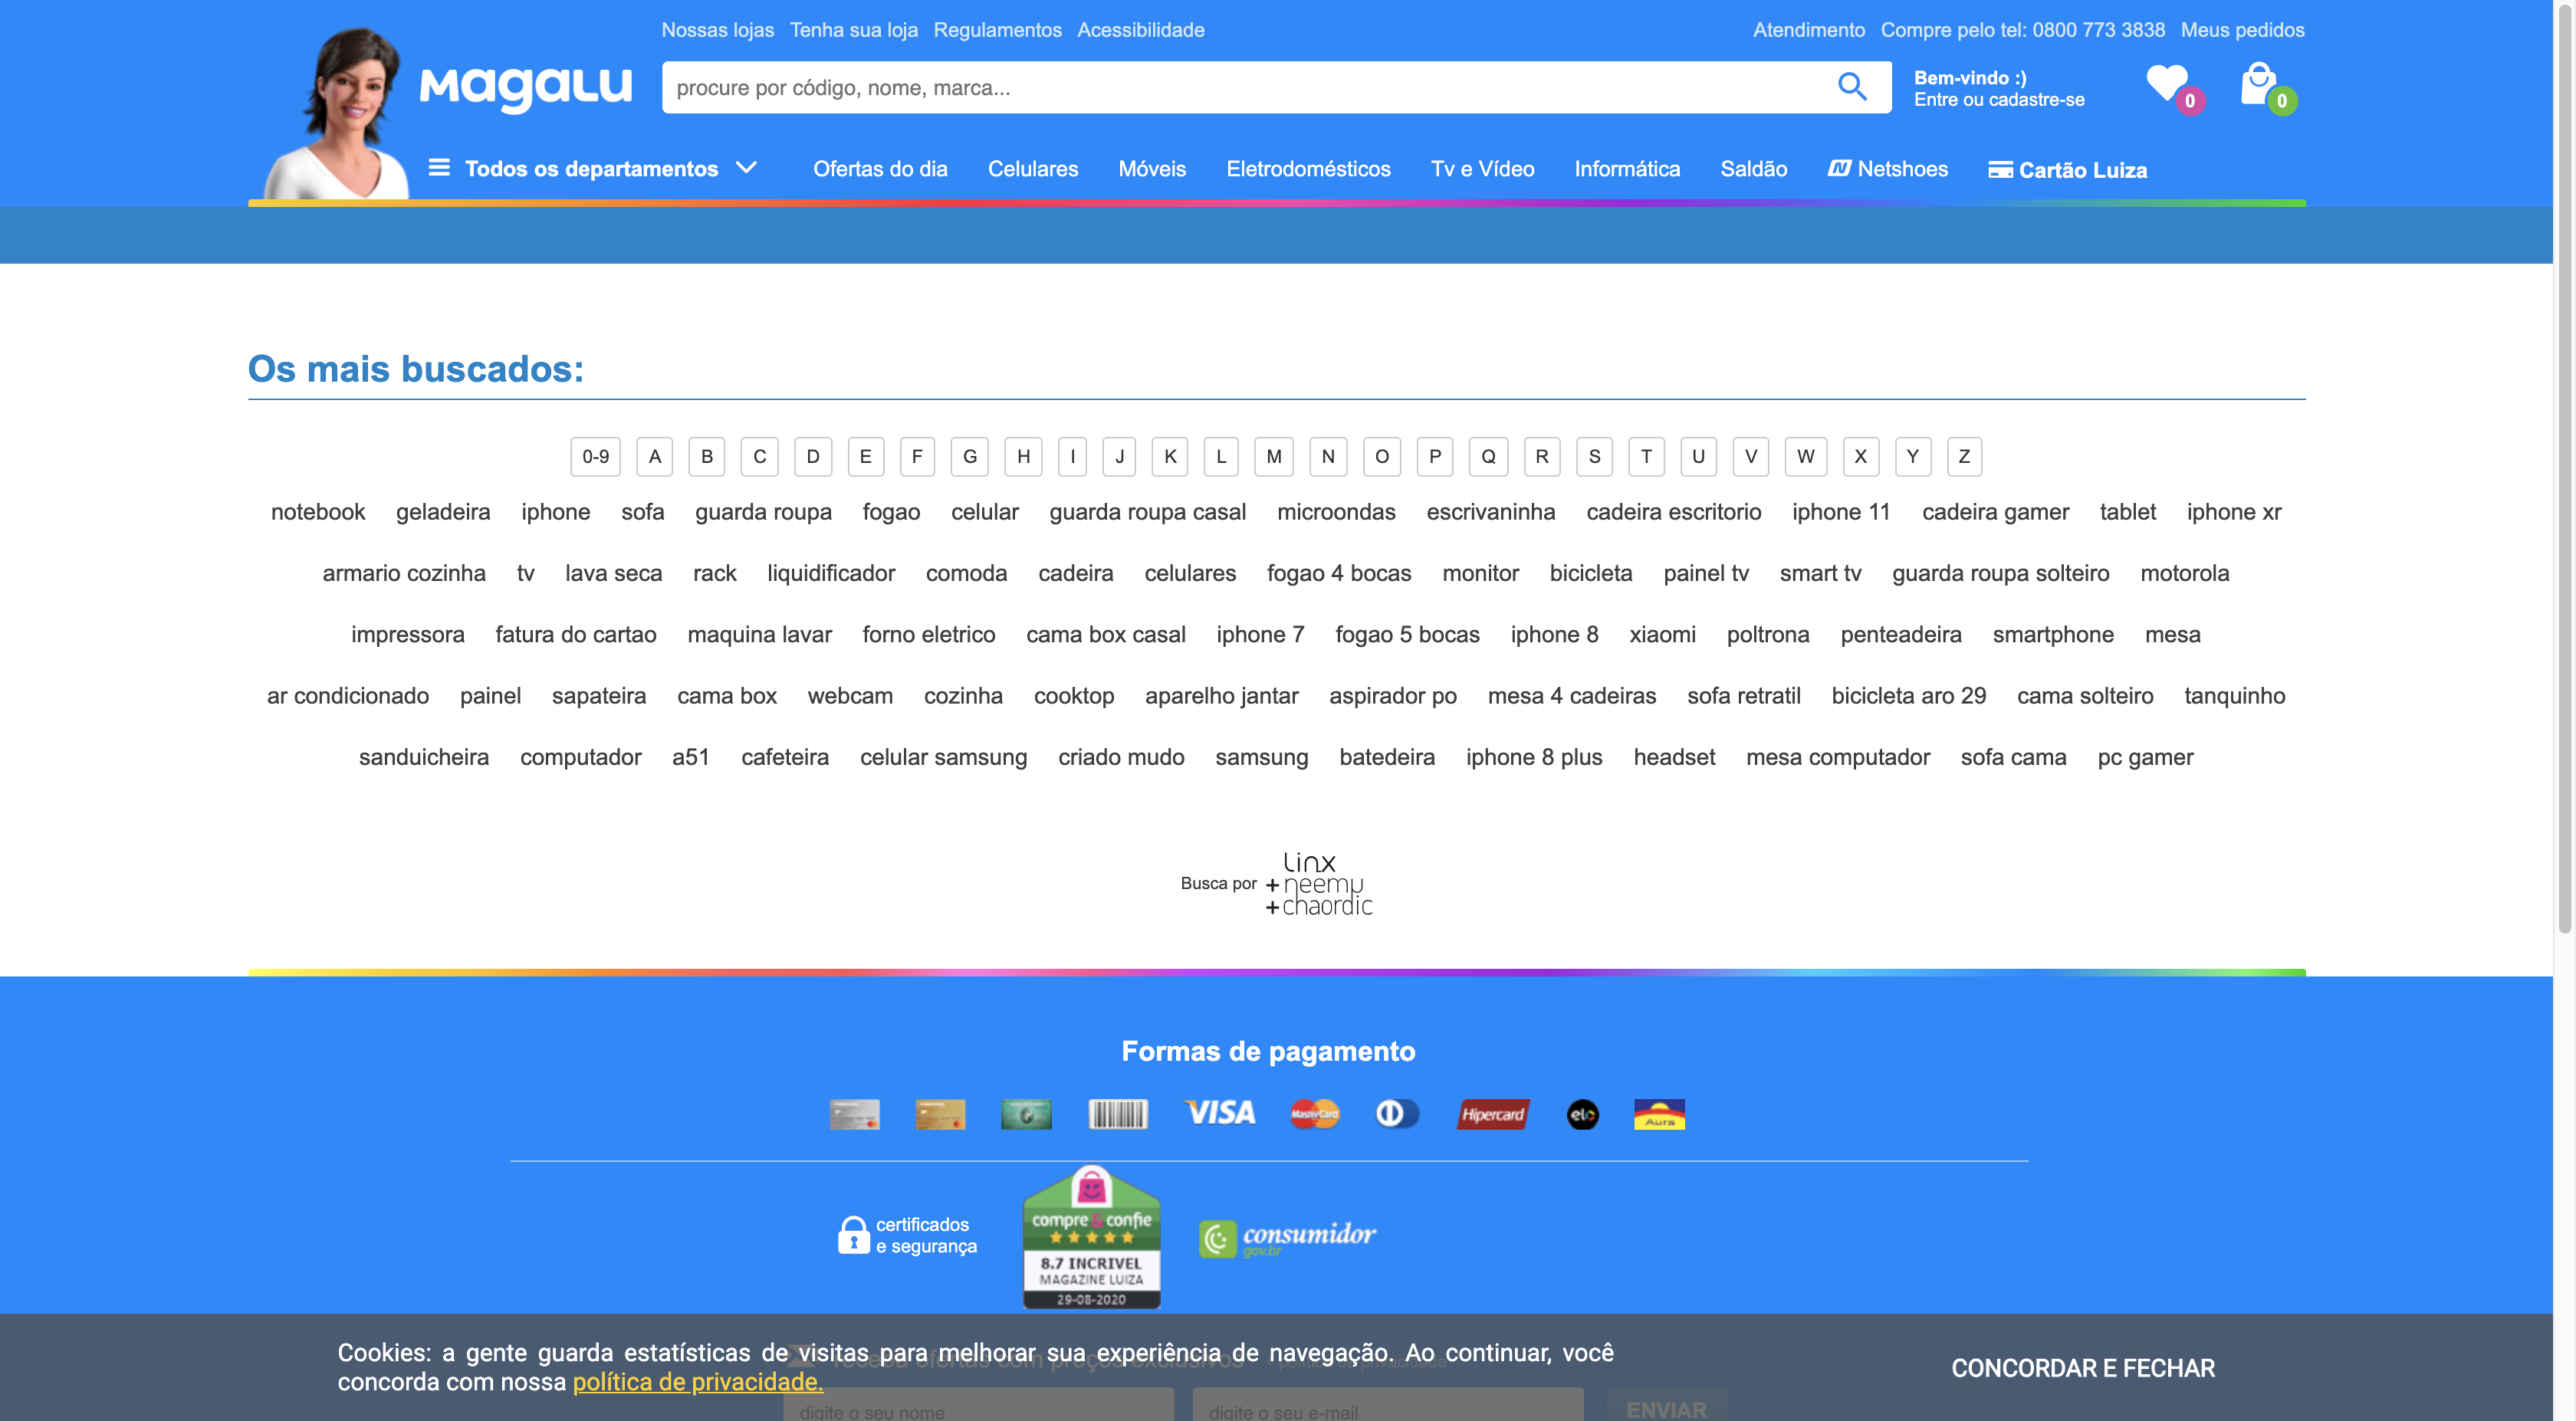 Nossas lojas Tenha sua loja Regulamentos Acessibilidade Atendimento Compre pelo tel: 0800 773 3838 Meus pedidos
magalu
procure por código, nome, marca...
Bem-vindo :)
Entre ou cadastre-se
0 0
Todos os departamentos Ofertas do dia Celulares Móveis Eletrodomésticos Tv e Vídeo Informática Saldão N Netshoes Cartão Luiza
Os mais buscados:
0-9 A B C D E F G H I J K L M N O P Q R S T U V W X Y Z
notebook geladeira iphone sofa guarda roupa fogao celular guarda roupa casal microondas escrivaninha cadeira escritorio iphone 11 cadeira gamer tablet iphone xr
armario cozinha tv lava seca rack liquidificador comoda cadeira celulares fogao 4 bocas monitor bicicleta painel tv smart tv guarda roupa solteiro motorola
impressora fatura do cartao maquina lavar forno eletrico cama box casal iphone 7 fogao 5 bocas iphone 8 xiaomi poltrona penteadeira smartphone mesa
ar condicionado painel sapateira cama box webcam cozinha cooktop aparelho jantar aspirador po mesa 4 cadeiras sofa retratil bicicleta aro 29 cama solteiro tanquinho
sanduicheira computador a51 cafeteira celular samsung criado mudo samsung batedeira iphone 8 plus headset mesa computador sofa cama pc gamer
Busca por linx
+neemu
+chaordic
Formas de pagamento
VISA MasterCard Hipercard elo Aura
certificados
e segurança
compre & confie
8.7 INCRIVEL
MAGAZINE LUIZA
29-08-2020
consumidor
gov.br
Cookies: a gente guarda estatísticas de visitas para melhorar sua experiência de navegação. Ao continuar, você
concorda com nossa política de privacidade.
CONCORDAR E FECHAR
digite o seu nome digite o seu e-mail ENVIAR